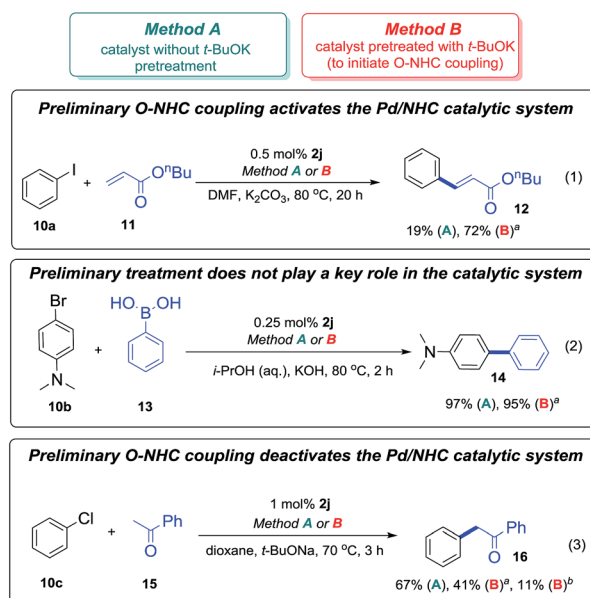 Method A
catalyst without t-BuOK
pretreatment
Method B
catalyst pretreated with t-BuOK
(to initiate O-NHC coupling)
Preliminary O-NHC coupling activates the Pd/NHC catalytic system
I
10a
+
OⁿBu
O
11
0.5 mol% 2j
Method A or B
DMF, K₂CO₃, 80 °C, 20 h
OⁿBu
O
12
19% (A), 72% (B)ᵃ
(1)
Preliminary treatment does not play a key role in the catalytic system
Br
N
10b
+
HO OH
B
13
0.25 mol% 2j
Method A or B
i-PrOH (aq.), KOH, 80 °C, 2 h
N
14
97% (A), 95% (B)ᵃ
(2)
Preliminary O-NHC coupling deactivates the Pd/NHC catalytic system
Cl
10c
+
Ph
O
15
1 mol% 2j
Method A or B
dioxane, t-BuONa, 70 °C, 3 h
Ph
O
16
67% (A), 41% (B)ᵃ, 11% (B)ᵇ
(3)